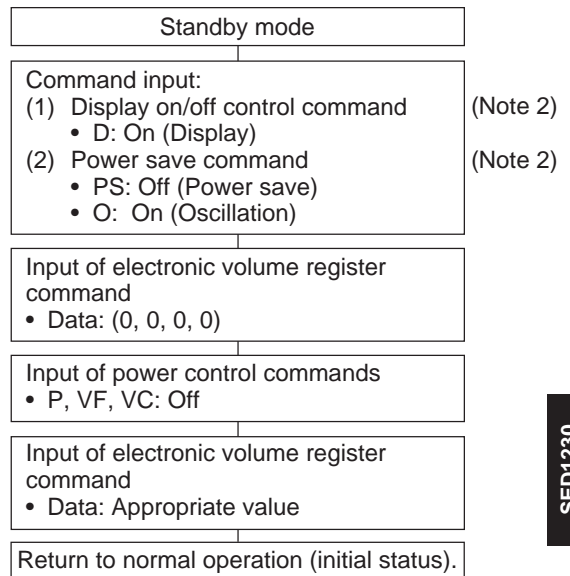 Standby mode
Command input:
(1) Display on/off control command (Note 2)
• D: On (Display)
(2) Power save command (Note 2)
• PS: Off (Power save)
• O: On (Oscillation)
Input of electronic volume register
command
• Data: (0, 0, 0, 0)
Input of power control commands
• P, VF, VC: Off
Input of electronic volume register
command
• Data: Appropriate value
Return to normal operation (initial status).
SED1230